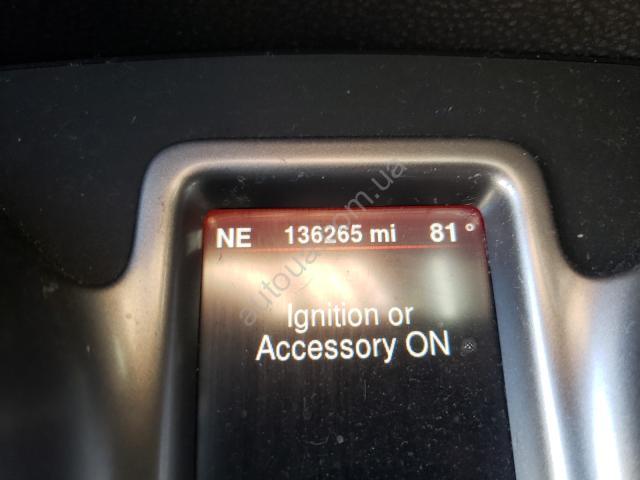 NE 136265 mi 81°
Ignition or
Accessory ON
autoua.com.ua